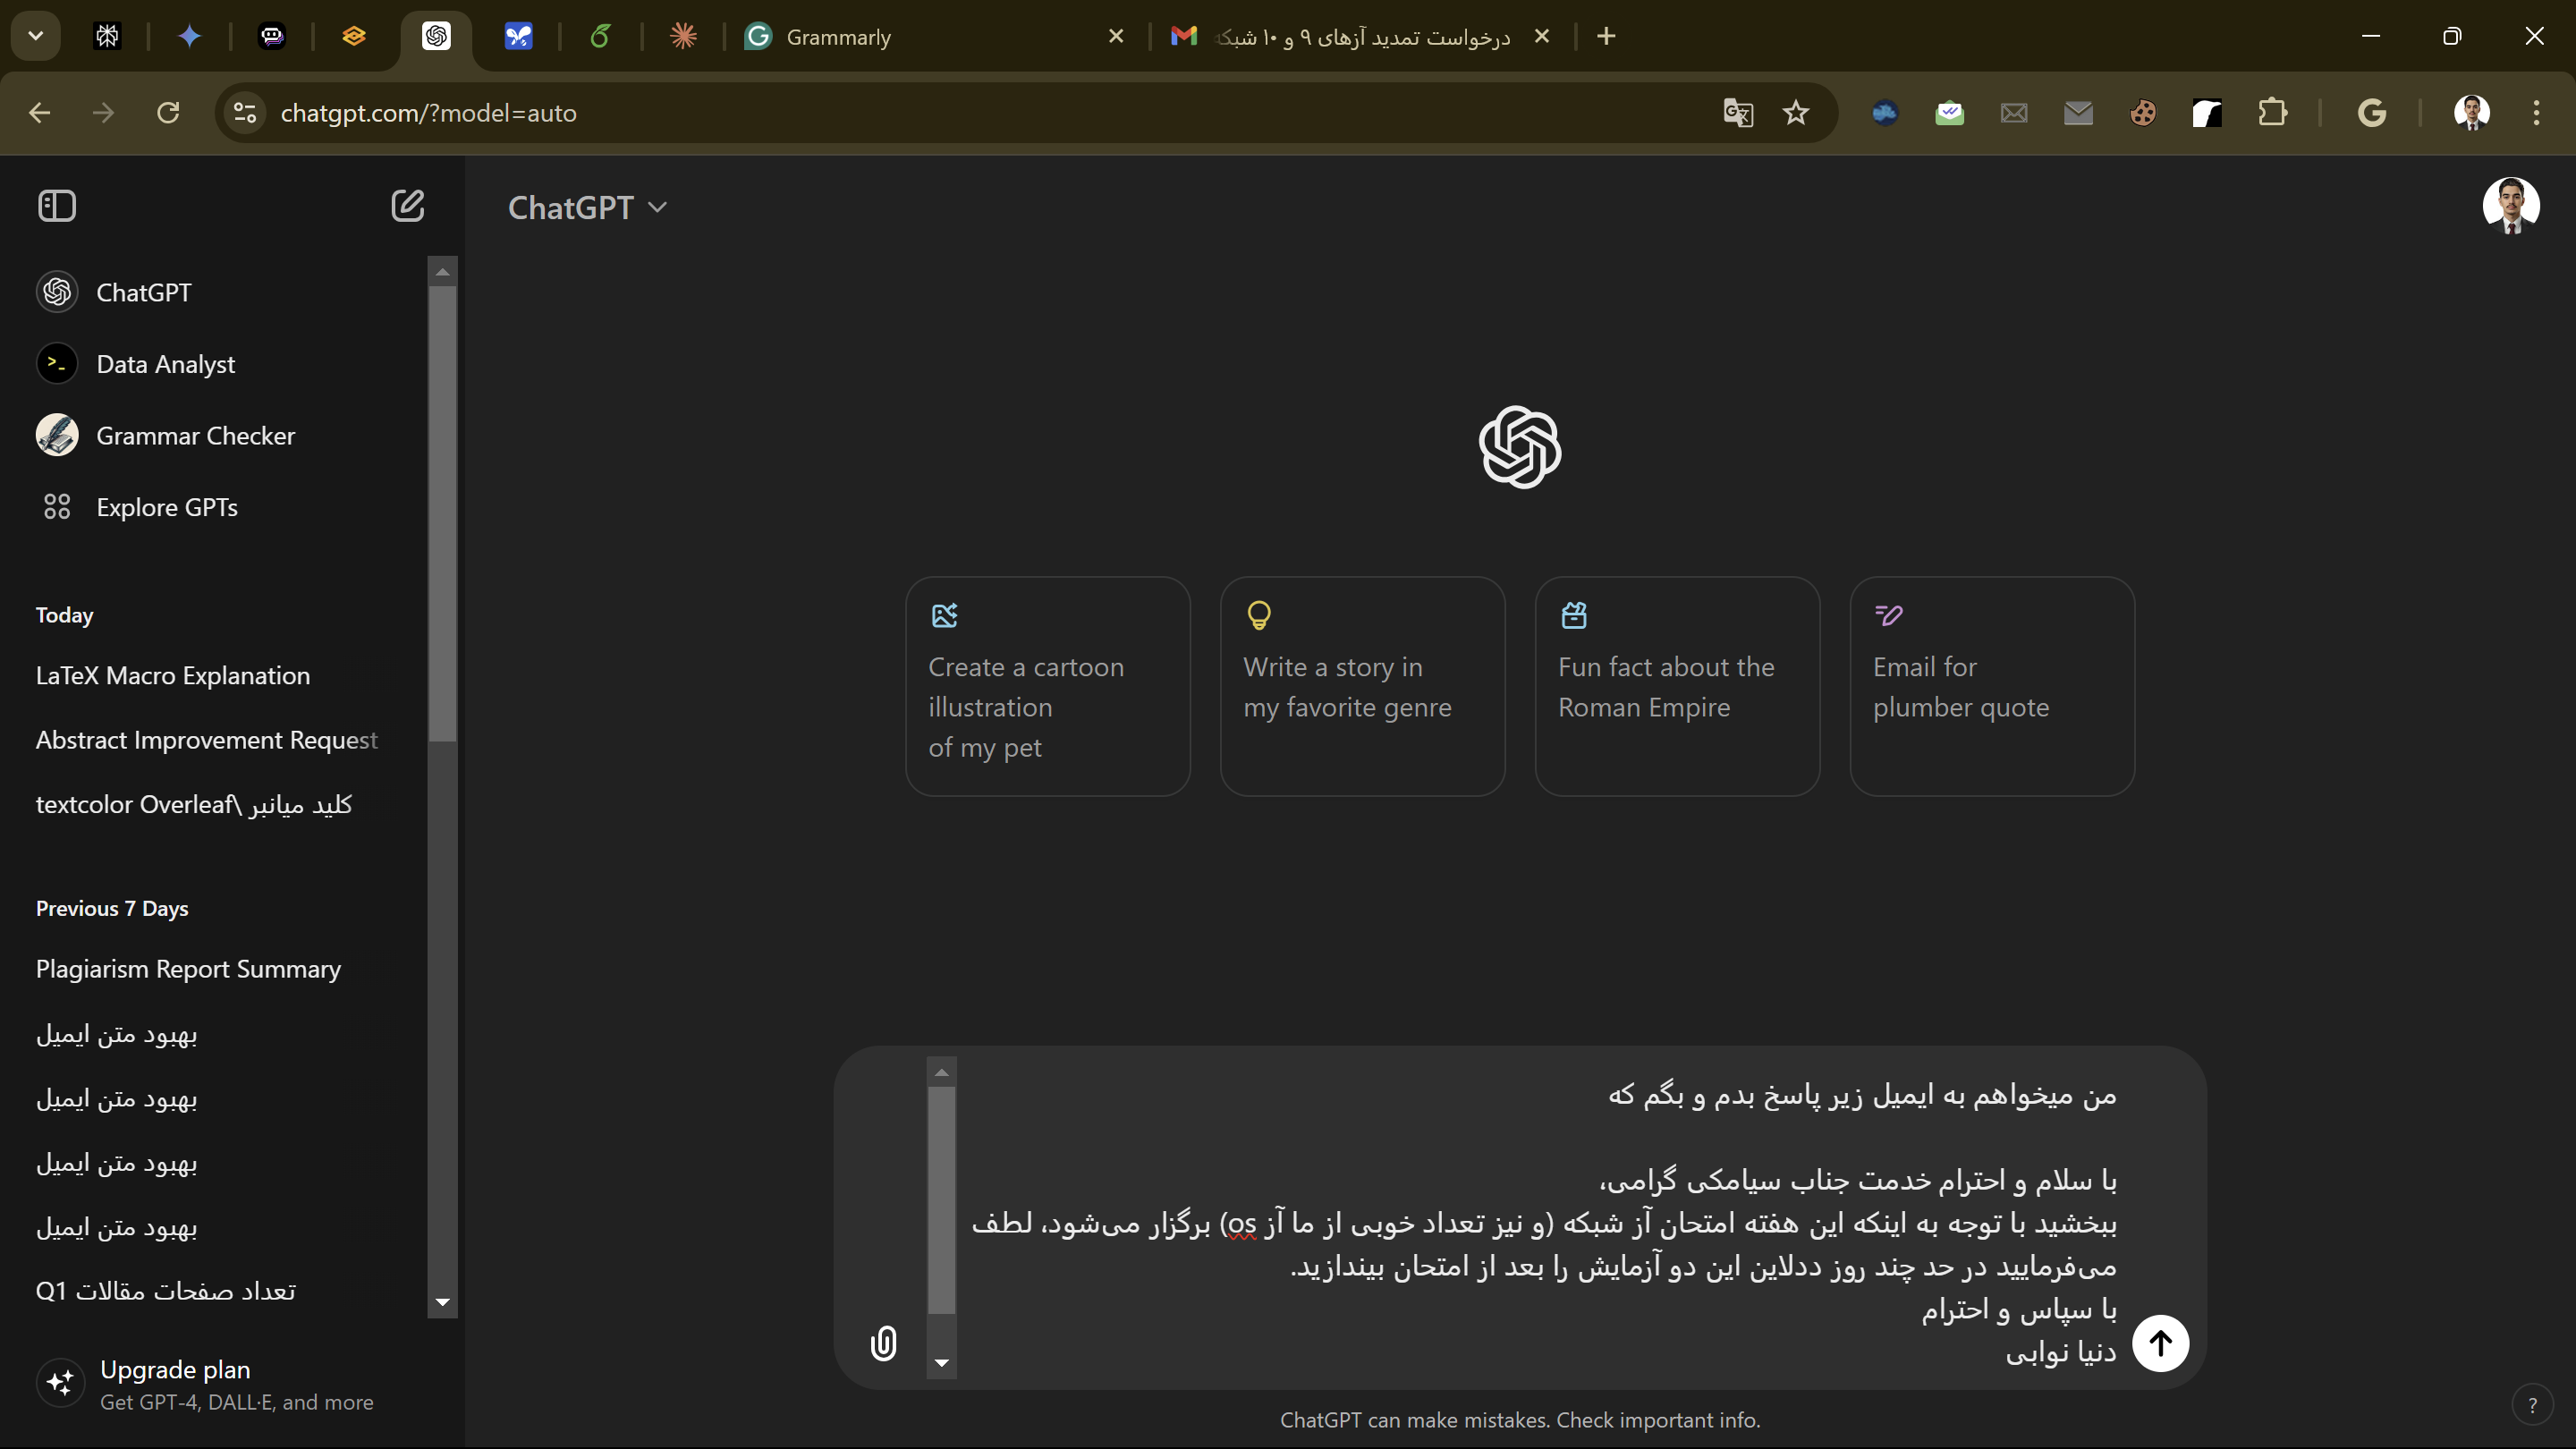 Grammarly
درخواست تمدید آزهای ۹ و ۱۰ شبکه
chatgpt.com/?model=auto
ChatGPT
ChatGPT
Data Analyst
Grammar Checker
Explore GPTs
Today
LaTeX Macro Explanation
Abstract Improvement Request
textcolor Overleaf\ کلید میانبر
Previous 7 Days
Plagiarism Report Summary
بهبود متن ایمیل
بهبود متن ایمیل
بهبود متن ایمیل
بهبود متن ایمیل
تعداد صفحات مقالات Q1
Upgrade plan
Get GPT-4, DALL·E, and more
Create a cartoon
illustration
of my pet
Write a story in
my favorite genre
Fun fact about the
Roman Empire
Email for
plumber quote
من میخواهم به ایمیل زیر پاسخ بدم و بگم که
با سلام و احترام خدمت جناب سیامکی گرامی،
ببخشید با توجه به اینکه این هفته امتحان آز شبکه (و نیز تعداد خوبی از ما آز os) برگزار می‌شود، لطف
می‌فرمایید در حد چند روز ددلاین این دو آزمایش را بعد از امتحان بیندازید.
با سپاس و احترام
دنیا نوابی
ChatGPT can make mistakes. Check important info.
?